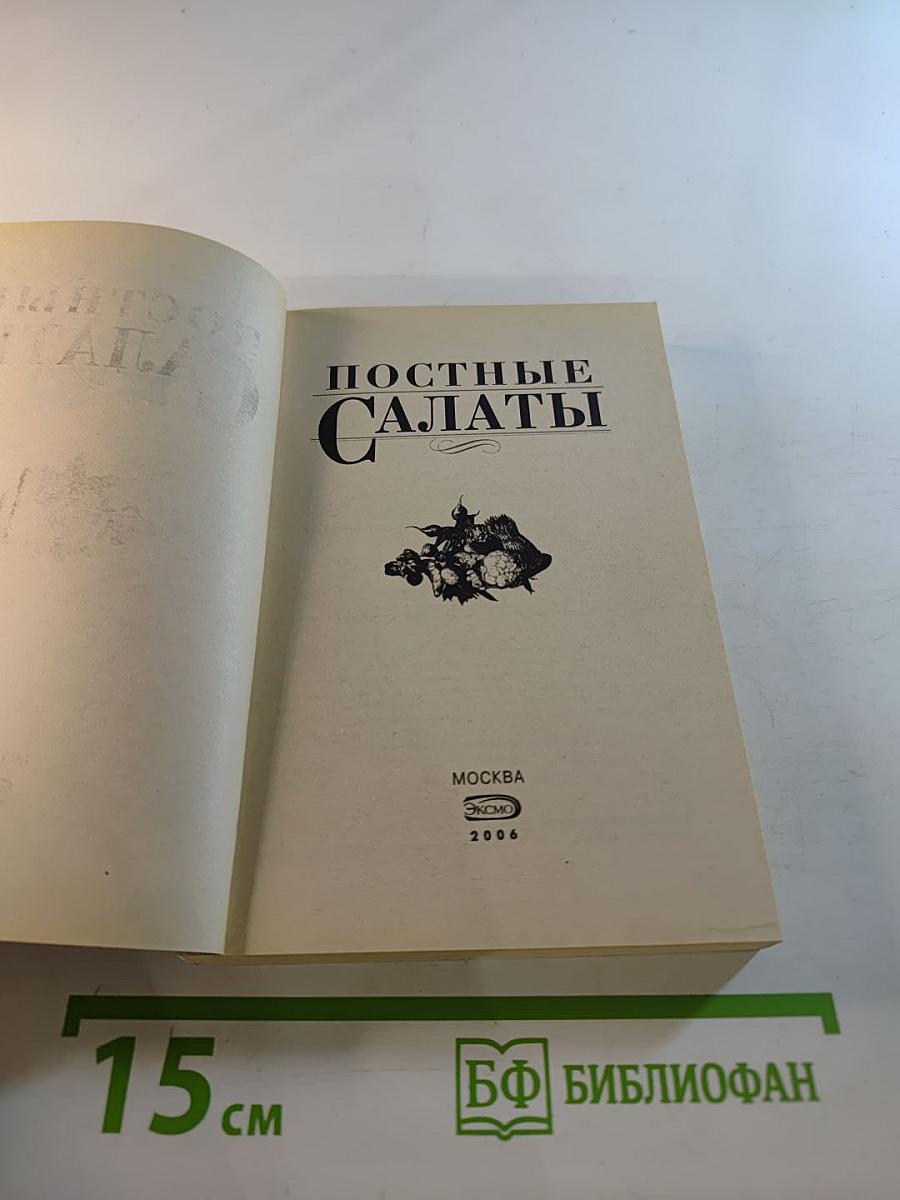 ПОСТНЫЕ
САЛАТЫ
МОСКВА
ЭКСМО
2006
15 см
БФ БИБЛИОФАН